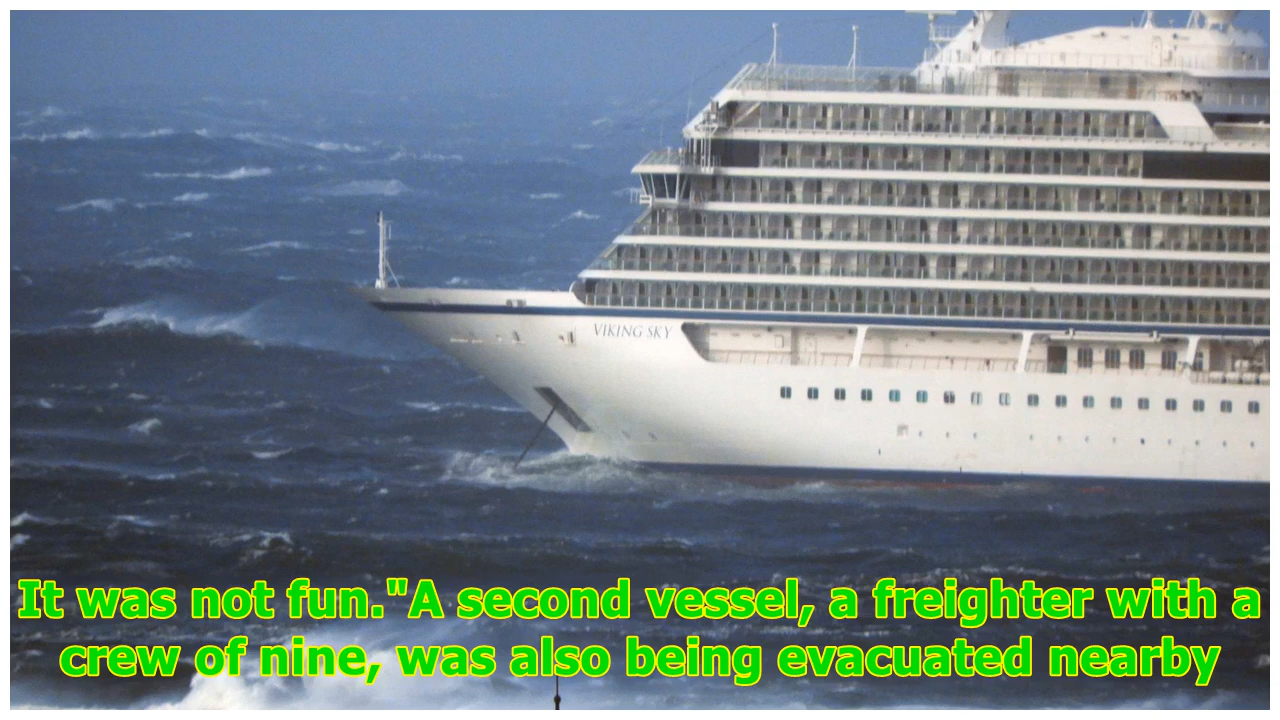 VIKING SKY
It was not fun."A second vessel, a freighter with a
crew of nine, was also being evacuated nearby